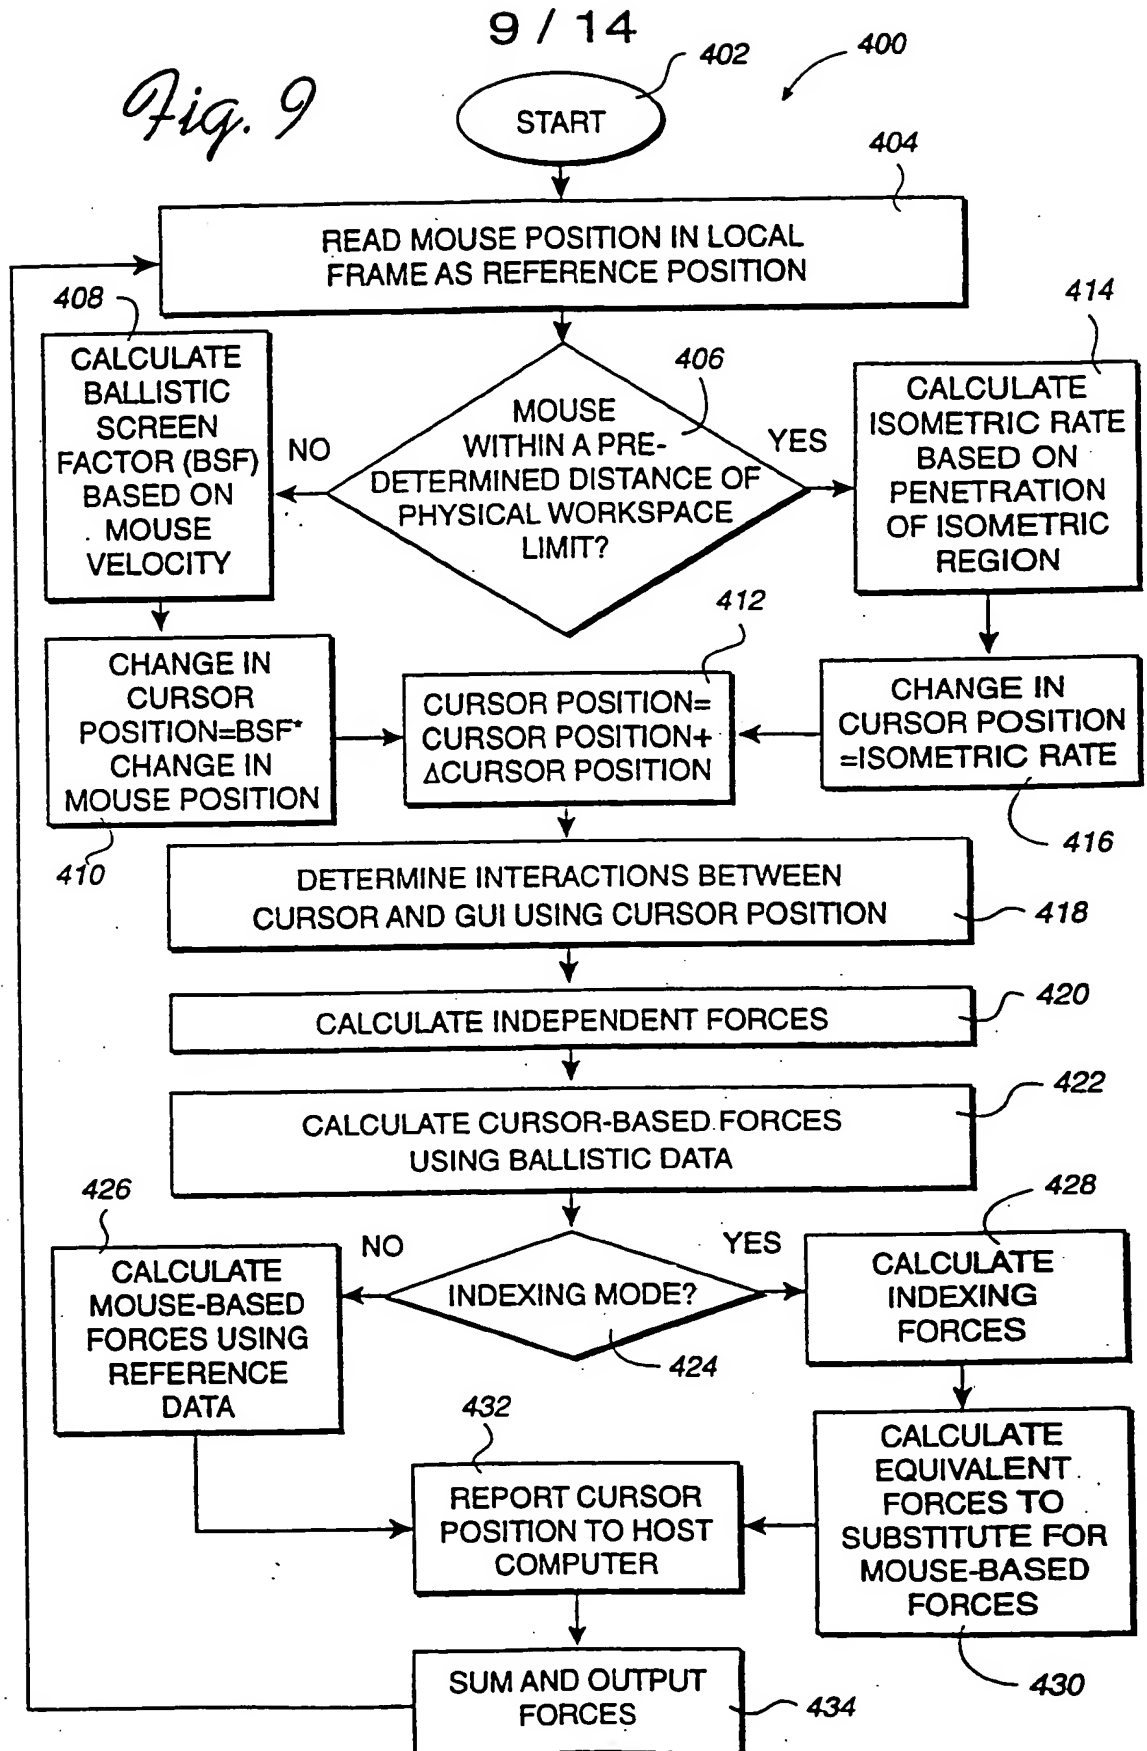 9 / 14
Fig. 9
402
400
START
404
READ MOUSE POSITION IN LOCAL
FRAME AS REFERENCE POSITION
408
CALCULATE
BALLISTIC
SCREEN
FACTOR (BSF)
BASED ON
MOUSE
VELOCITY
NO
406
MOUSE
WITHIN A PRE-
DETERMINED DISTANCE OF
PHYSICAL WORKSPACE
LIMIT?
YES
414
CALCULATE
ISOMETRIC RATE
BASED ON
PENETRATION
OF ISOMETRIC
REGION
CHANGE IN
CURSOR
POSITION=BSF*
CHANGE IN
MOUSE POSITION
410
412
CURSOR POSITION=
CURSOR POSITION+
ΔCURSOR POSITION
CHANGE IN
CURSOR POSITION
=ISOMETRIC RATE
416
DETERMINE INTERACTIONS BETWEEN
CURSOR AND GUI USING CURSOR POSITION
418
CALCULATE INDEPENDENT FORCES
420
CALCULATE CURSOR-BASED FORCES
USING BALLISTIC DATA
422
426
CALCULATE
MOUSE-BASED
FORCES USING
REFERENCE
DATA
NO
INDEXING MODE?
YES
424
428
CALCULATE
INDEXING
FORCES
432
REPORT CURSOR
POSITION TO HOST
COMPUTER
CALCULATE
EQUIVALENT
FORCES TO
SUBSTITUTE FOR
MOUSE-BASED
FORCES
430
SUM AND OUTPUT
FORCES
434